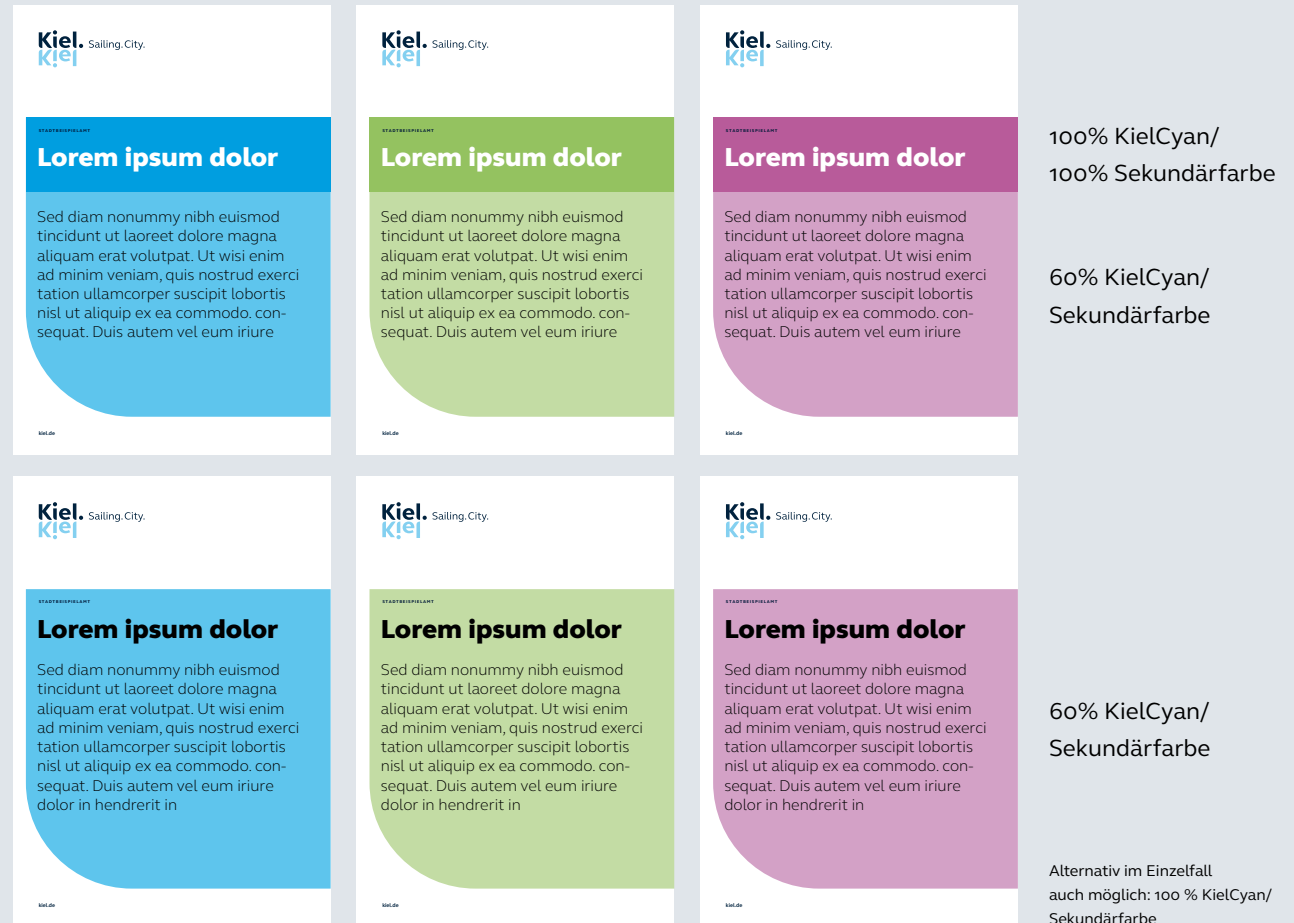 Kiel. Sailing.City.
Kiel
STADTBEISPIELAMT
Lorem ipsum dolor
Sed diam nonummy nibh euismod
tincidunt ut laoreet dolore magna
aliquam erat volutpat. Ut wisi enim
ad minim veniam, quis nostrud exerci
tation ullamcorper suscipit lobortis
nisl ut aliquip ex ea commodo. con-
sequat. Duis autem vel eum iriure
kiel.de
Kiel. Sailing.City.
Kiel
STADTBEISPIELAMT
Lorem ipsum dolor
Sed diam nonummy nibh euismod
tincidunt ut laoreet dolore magna
aliquam erat volutpat. Ut wisi enim
ad minim veniam, quis nostrud exerci
tation ullamcorper suscipit lobortis
nisl ut aliquip ex ea commodo. con-
sequat. Duis autem vel eum iriure
kiel.de
Kiel. Sailing.City.
Kiel
STADTBEISPIELAMT
Lorem ipsum dolor
Sed diam nonummy nibh euismod
tincidunt ut laoreet dolore magna
aliquam erat volutpat. Ut wisi enim
ad minim veniam, quis nostrud exerci
tation ullamcorper suscipit lobortis
nisl ut aliquip ex ea commodo. con-
sequat. Duis autem vel eum iriure
kiel.de
100% KielCyan/
100% Sekundärfarbe
60% KielCyan/
Sekundärfarbe
Kiel. Sailing.City.
Kiel
STADTBEISPIELAMT
Lorem ipsum dolor
Sed diam nonummy nibh euismod
tincidunt ut laoreet dolore magna
aliquam erat volutpat. Ut wisi enim
ad minim veniam, quis nostrud exerci
tation ullamcorper suscipit lobortis
nisl ut aliquip ex ea commodo. con-
sequat. Duis autem vel eum iriure
dolor in hendrerit in
kiel.de
Kiel. Sailing.City.
Kiel
STADTBEISPIELAMT
Lorem ipsum dolor
Sed diam nonummy nibh euismod
tincidunt ut laoreet dolore magna
aliquam erat volutpat. Ut wisi enim
ad minim veniam, quis nostrud exerci
tation ullamcorper suscipit lobortis
nisl ut aliquip ex ea commodo. con-
sequat. Duis autem vel eum iriure
dolor in hendrerit in
kiel.de
Kiel. Sailing.City.
Kiel
STADTBEISPIELAMT
Lorem ipsum dolor
Sed diam nonummy nibh euismod
tincidunt ut laoreet dolore magna
aliquam erat volutpat. Ut wisi enim
ad minim veniam, quis nostrud exerci
tation ullamcorper suscipit lobortis
nisl ut aliquip ex ea commodo. con-
sequat. Duis autem vel eum iriure
dolor in hendrerit in
kiel.de
60% KielCyan/
Sekundärfarbe
Alternativ im Einzelfall
auch möglich: 100 % KielCyan/
Sekundärfarbe